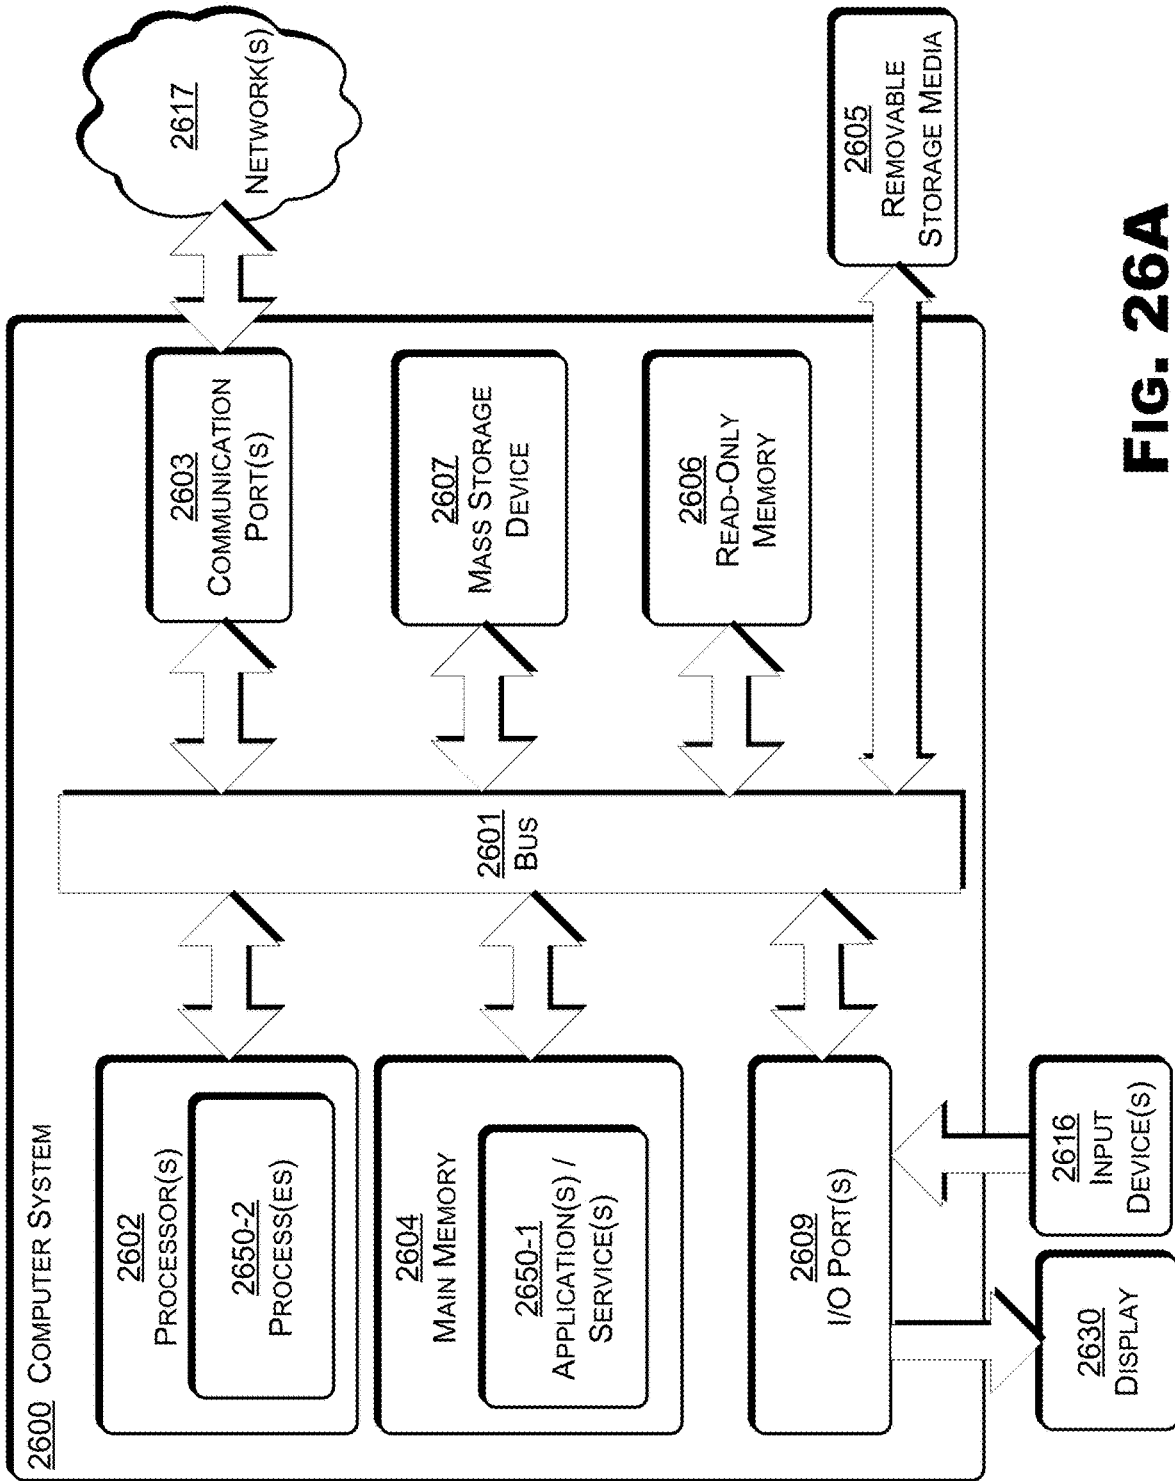 2600 COMPUTER SYSTEM
2602
PROCESSOR(S)
2650-2
PROCESS(ES)
2604
MAIN MEMORY
2650-1
APPLICATION(S) /
SERVICE(S)
2609
I/O PORT(S)
2630
DISPLAY
2616
INPUT
DEVICE(S)
2601
BUS
2603
COMMUNICATION
PORT(S)
2607
MASS STORAGE
DEVICE
2606
READ-ONLY
MEMORY
2617
NETWORK(S)
2605
REMOVABLE
STORAGE MEDIA
FIG. 26A